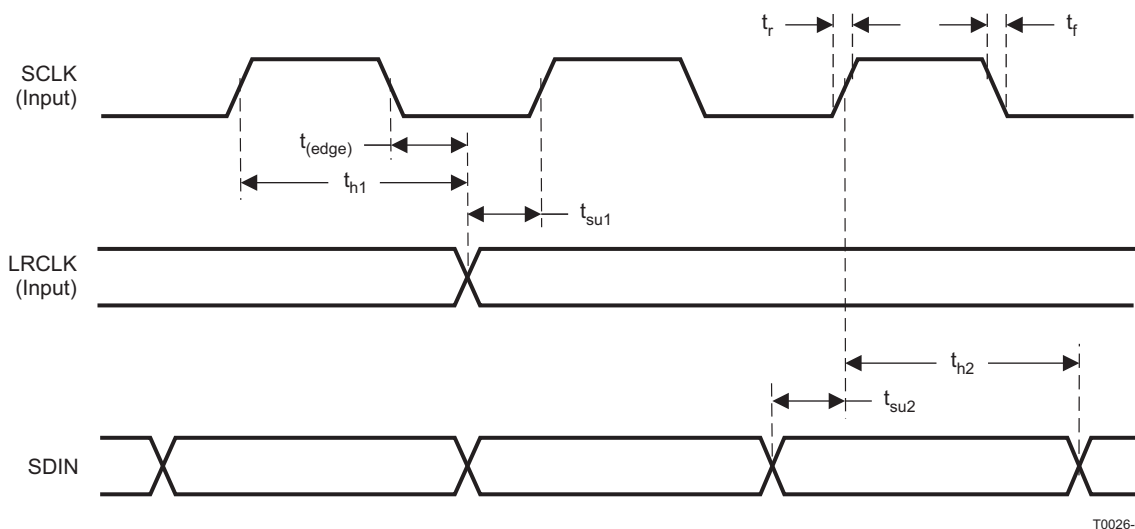 t_r
t_f
SCLK
(Input)
t_(edge)
t_h1
t_su1
LRCLK
(Input)
t_h2
t_su2
SDIN
T0026-